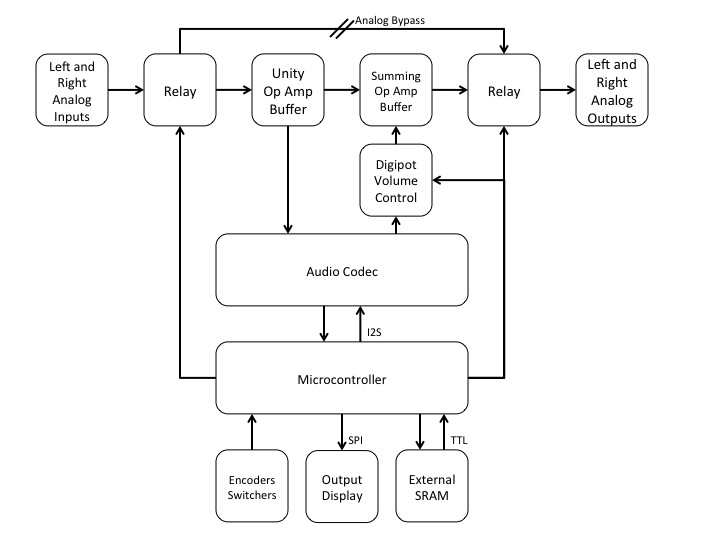 Analog Bypass
Left and
Right
Analog
Inputs
Relay
Unity
Op Amp
Buffer
Summing
Op Amp
Buffer
Relay
Left and
Right
Analog
Outputs
Digipot
Volume
Control
Audio Codec
I2S
Microcontroller
SPI
TTL
Encoders
Switchers
Output
Display
External
SRAM